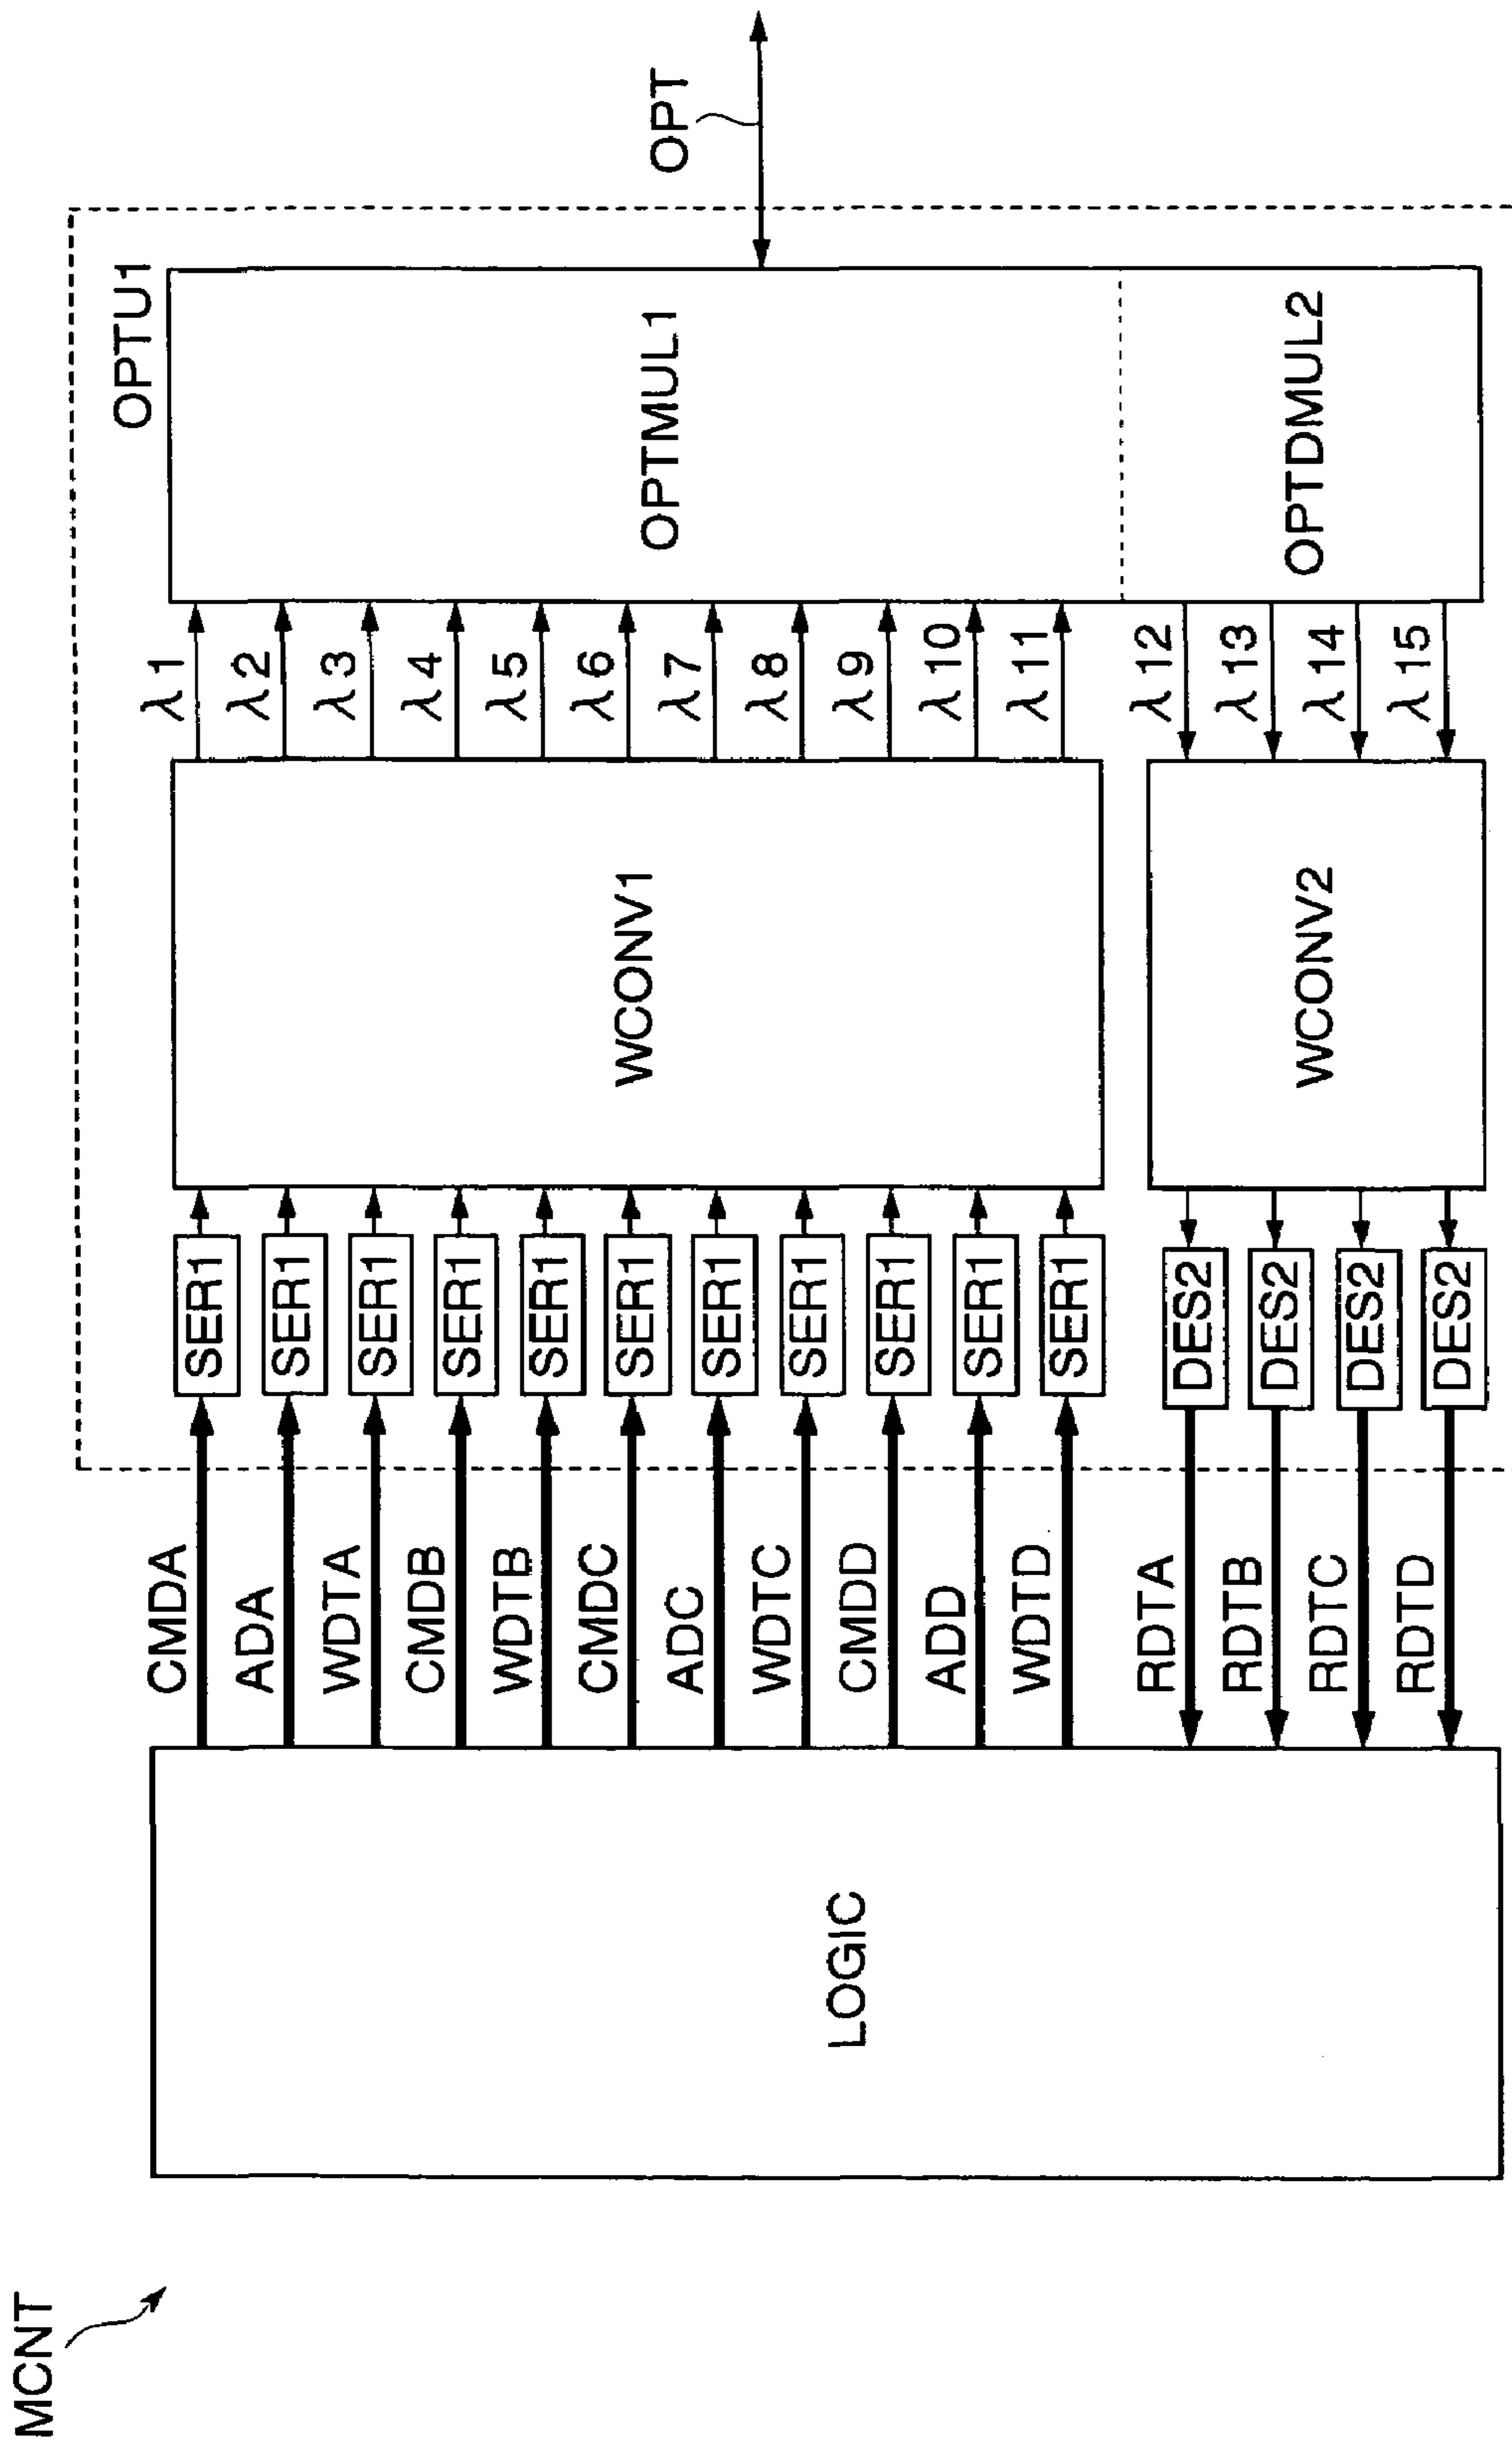 MCNT
LOGIC
CMDA
ADA
WDTA
CMDB
WDTB
CMDC
ADC
WDTC
CMDD
ADD
WDTD
RDTA
RDTB
RDTC
RDTD
SER1
SER1
SER1
SER1
SER1
SER1
SER1
SER1
SER1
SER1
SER1
DES2
DES2
DES2
DES2
WCONV1
WCONV2
λ1
λ2
λ3
λ4
λ5
λ6
λ7
λ8
λ9
λ10
λ11
λ12
λ13
λ14
λ15
OPTU1
OPTMUL1
OPTDMUL2
OPT